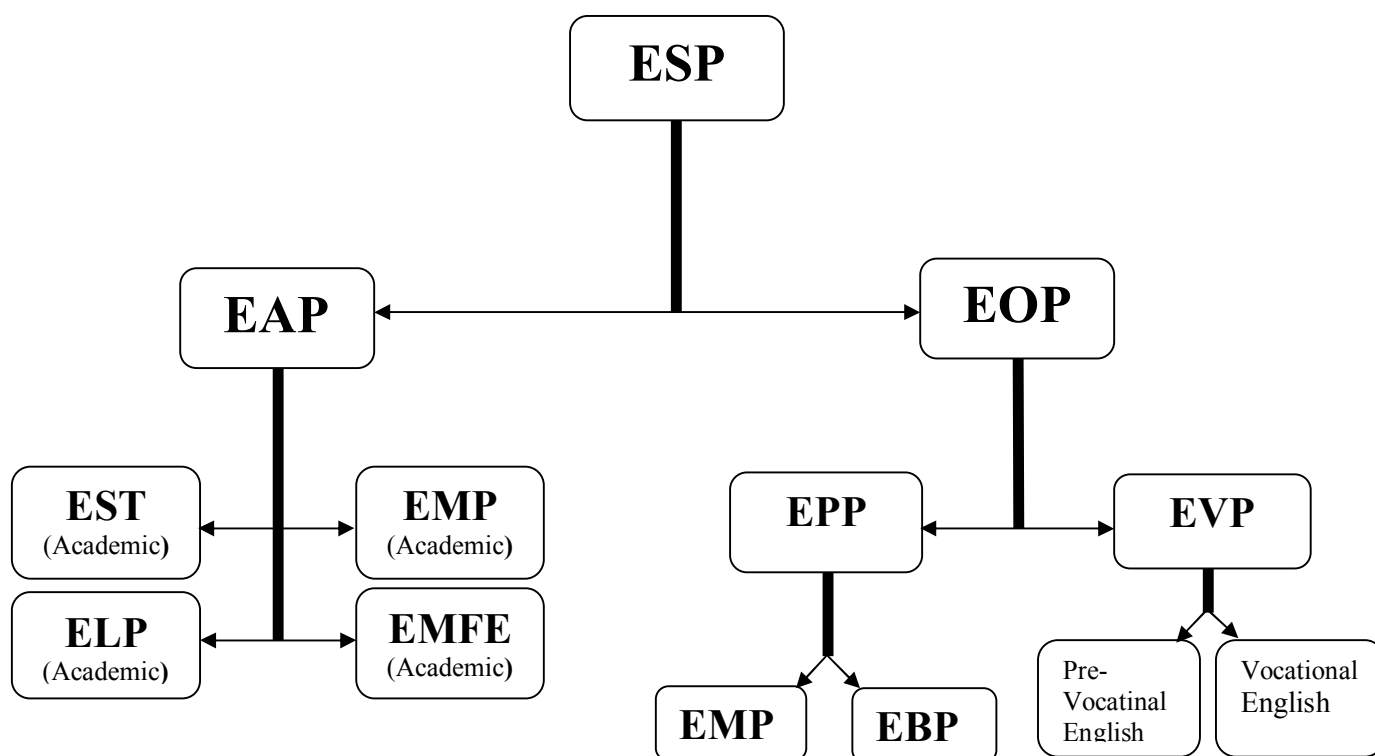 ESP
EAP
EOP
EST
(Academic)
EMP
(Academic)
ELP
(Academic)
EMFE
(Academic)
EPP
EVP
EMP
EBP
Pre-
Vocatinal
English
Vocational
English